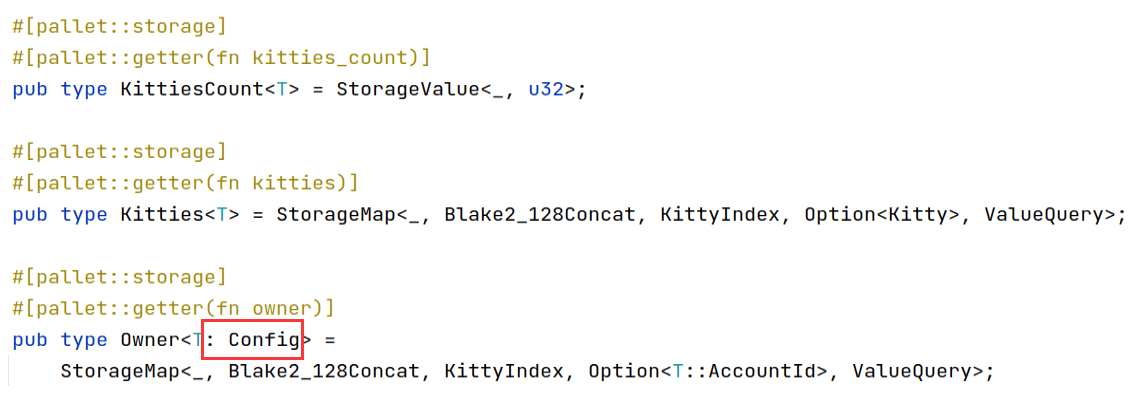 #[pallet::storage]
#[pallet::getter(fn kitties_count)]
pub type KittiesCount<T> = StorageValue<_, u32>;
#[pallet::storage]
#[pallet::getter(fn kitties)]
pub type Kitties<T> = StorageMap<_, Blake2_128Concat, KittyIndex, Option<Kitty>, ValueQuery>;
#[pallet::storage]
#[pallet::getter(fn owner)]
pub type Owner<T: Config> =
StorageMap<_, Blake2_128Concat, KittyIndex, Option<T::AccountId>, ValueQuery>;